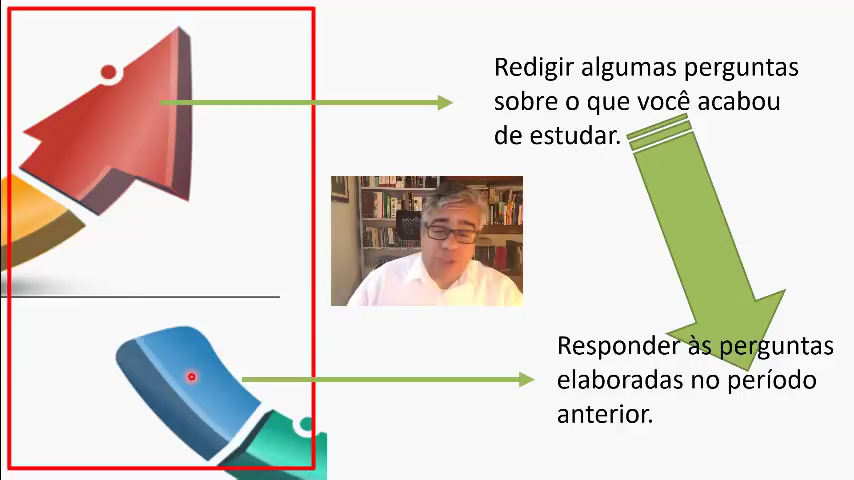 Redigir algumas perguntas
sobre o que você acabou
de estudar.
Responder às perguntas
elaboradas no período
anterior.